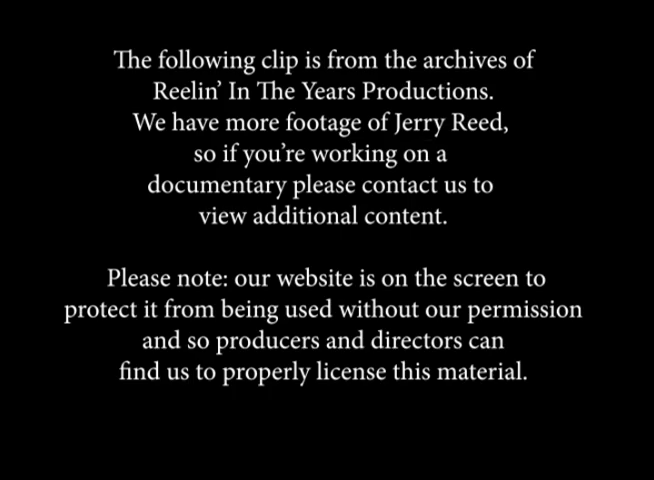 The following clip is from the archives of
Reelin’ In The Years Productions.
We have more footage of Jerry Reed,
so if you’re working on a
documentary please contact us to
view additional content.
Please note: our website is on the screen to
protect it from being used without our permission
and so producers and directors can
find us to properly license this material.